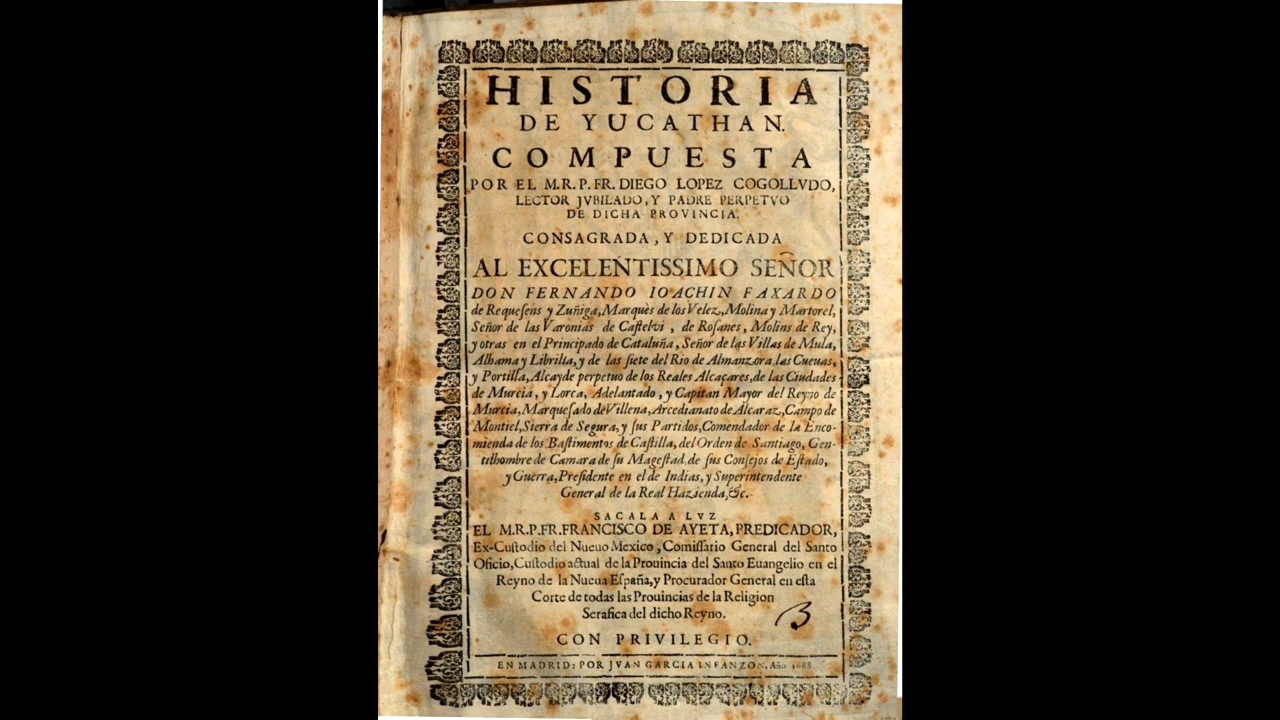 HISTORIA
DE YUCATHAN.
COMPUESTA
POR EL M.R.P.FR. DIEGO LOPEZ COGOLLVDO,
LECTOR JVBILADO, Y PADRE PERPETVO
DE DICHA PROVINCIA.
CONSAGRADA, Y DEDICADA
AL EXCELENTISSIMO SEÑOR
DON FERNANDO IOACHIN FAXARDO
de Requeſens y Zuñiga, Marquès de los Velez, Molina y Martorel,
Señor de las Varonias de Caſtelvi, de Roſanes, Molins de Rey,
y otras en el Principado de Cataluña, Señor de las Villas de Mula,
Alhama y Librilla, y de las ſiete del Rio de Almanzora, las Cueuas,
y Portilla, Alcayde perpetuo de los Reales Alcaçares, de las Ciudades
de Murcia, y Lorca, Adelantado, y Capitan Mayor del Reyno de
Murcia, Marqueſado de Villena, Arcedianato de Alcaraz, Campo de
Montiel, Sierra de Segura, y ſus Partidos, Comendador de la Enco-
mienda de los Baſtimentos de Caſtilla, del Orden de Santiago, Gen-
tilhombre de Camara de ſu Mageſtad, de ſus Conſejos de Eſtado,
y Guerra, Preſidente en el de Indias, y Superintendente
General de la Real Hazienda, &c.
SACALA A LVZ
EL M.R.P.FR. FRANCISCO DE AYETA, PREDICADOR,
Ex-Cuſtodio del Nueuo Mexico, Comiſſario General del Santo
Oficio, Cuſtodio actual de la Prouincia del Santo Euangelio en el
Reyno de la Nueua Eſpaña, y Procurador General en eſta
Corte de todas las Prouincias de la Religion
Serafica del dicho Reyno.
CON PRIVILEGIO.
EN MADRID: POR JVAN GARCIA INFANZON, Año 1688.